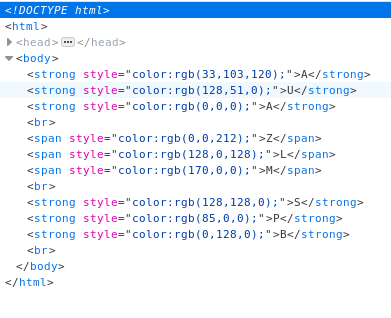 <!DOCTYPE html>
<html>
<head> ••• </head>
<body>
<strong style="color:rgb(33,103,120);">A</strong>
<strong style="color:rgb(128,51,0);">U</strong>
<strong style="color:rgb(0,0,0);">A</strong>
<br>
<span style="color:rgb(0,0,212);">Z</span>
<span style="color:rgb(128,0,128);">L</span>
<span style="color:rgb(170,0,0);">M</span>
<br>
<strong style="color:rgb(128,128,0);">S</strong>
<strong style="color:rgb(85,0,0);">P</strong>
<strong style="color:rgb(0,128,0);">B</strong>
<br>
</body>
</html>